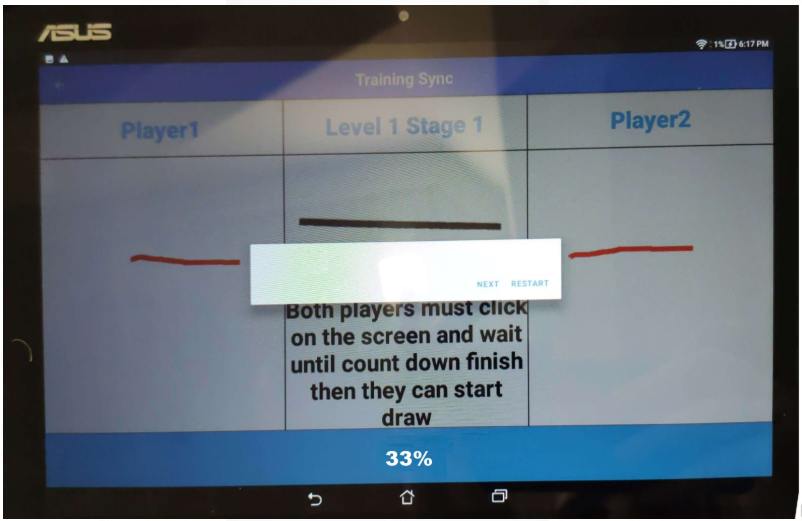 ASUS
1% 6:17 PM
Training Sync
Player1
Level 1 Stage 1
Player2
NEXT RESTART
Both players must click
on the screen and wait
until count down finish
then they can start
draw
33%